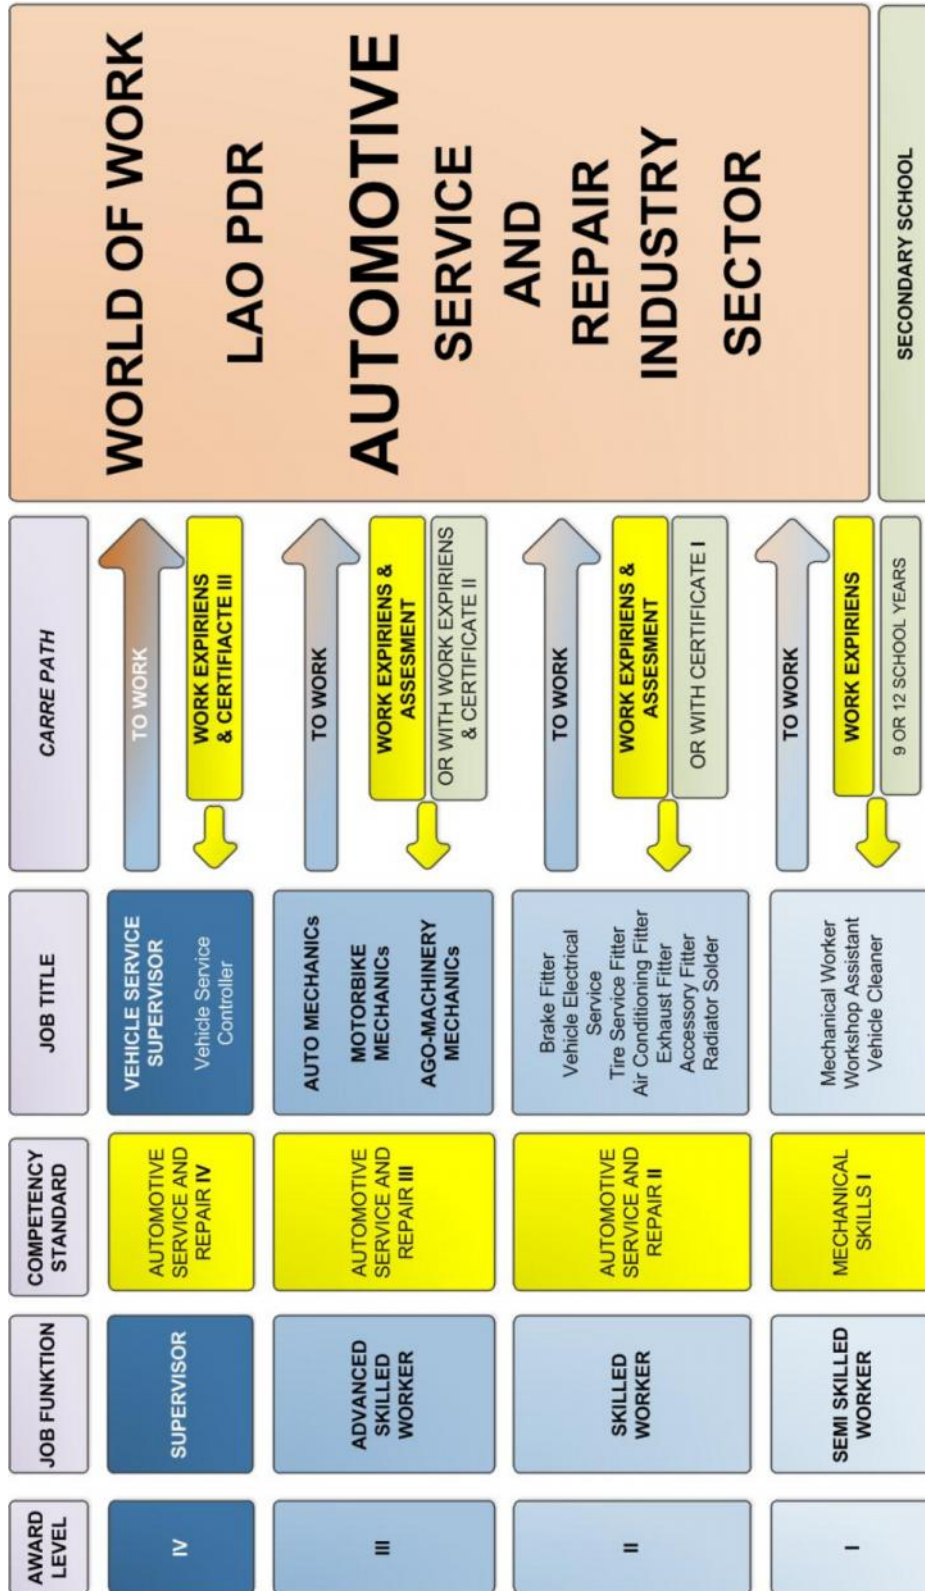 AWARD
LEVEL
JOB FUNKTION
COMPETENCY
STANDARD
JOB TITLE
CARRE PATH
IV
SUPERVISOR
AUTOMOTIVE
SERVICE AND
REPAIR IV
VEHICLE SERVICE
SUPERVISOR
Vehicle Service
Controller
TO WORK
WORK EXPIRIENS
& CERTIFIACTE III
III
ADVANCED
SKILLED
WORKER
AUTOMOTIVE
SERVICE AND
REPAIR III
AUTO MECHANICs
MOTORBIKE
MECHANICs
AGO-MACHINERY
MECHANICs
TO WORK
WORK EXPIRIENS &
ASSESMENT
OR WITH WORK EXPIRIENS
& CERTIFICATE II
II
SKILLED
WORKER
AUTOMOTIVE
SERVICE AND
REPAIR II
Brake Fitter
Vehicle Electrical
Service
Tire Service Fitter
Air Conditioning Fitter
Exhaust Fitter
Accessory Fitter
Radiator Solder
TO WORK
WORK EXPIRIENS &
ASSESMENT
OR WITH CERTIFICATE I
I
SEMI SKILLED
WORKER
MECHANICAL
SKILLS I
Mechanical Worker
Workshop Assistant
Vehicle Cleaner
TO WORK
WORK EXPIRIENS
9 OR 12 SCHOOL YEARS
WORLD OF WORK
LAO PDR
AUTOMOTIVE
SERVICE
AND
REPAIR
INDUSTRY
SECTOR
SECONDARY SCHOOL